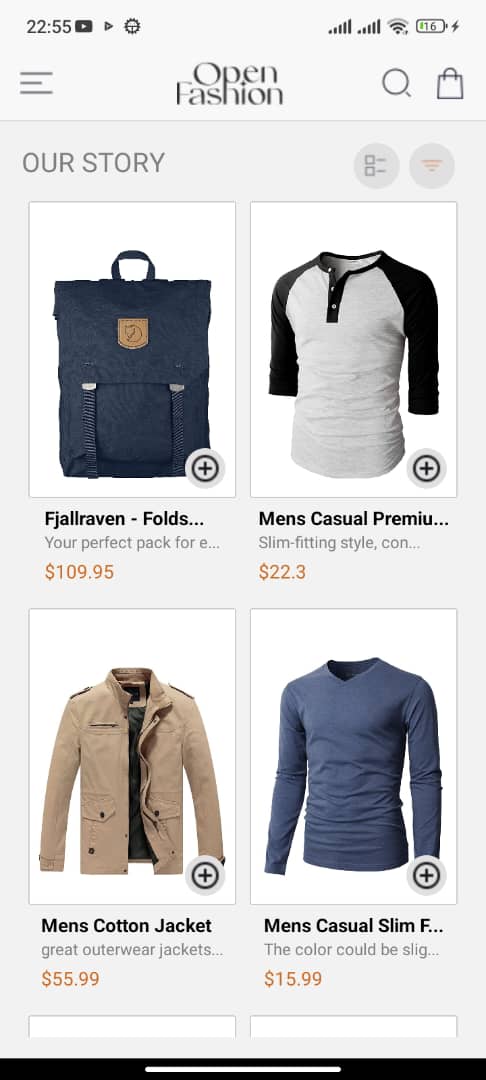 22:55
16
Open
Fashion
OUR STORY
Fjallraven - Folds...
Your perfect pack for e...
$109.95
Mens Casual Premiu...
Slim-fitting style, con...
$22.3
Mens Cotton Jacket
great outerwear jackets...
$55.99
Mens Casual Slim F...
The color could be slig...
$15.99